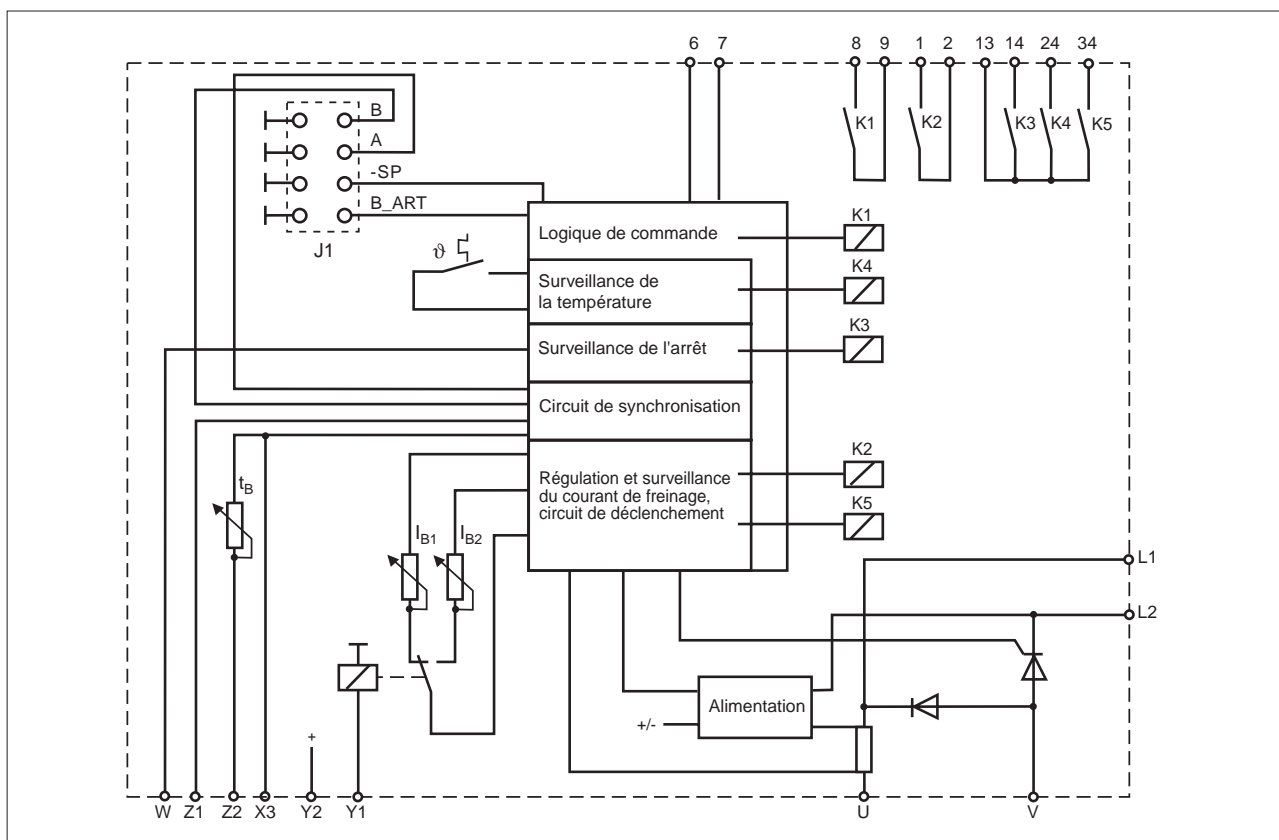 6 7 8 9 1 2 13 14 24 34
B
A
-SP
B_ART
J1
K1 K2 K3 K4 K5
ϑ
Logique de commande
K1
Surveillance de
la température
K4
Surveillance de l'arrêt
K3
Circuit de synchronisation
Régulation et surveillance
du courant de freinage,
circuit de déclenchement
K2
K5
tB
IB1 IB2
L1
L2
Alimentation
+/-
+
W Z1 Z2 X3 Y2 Y1 U V